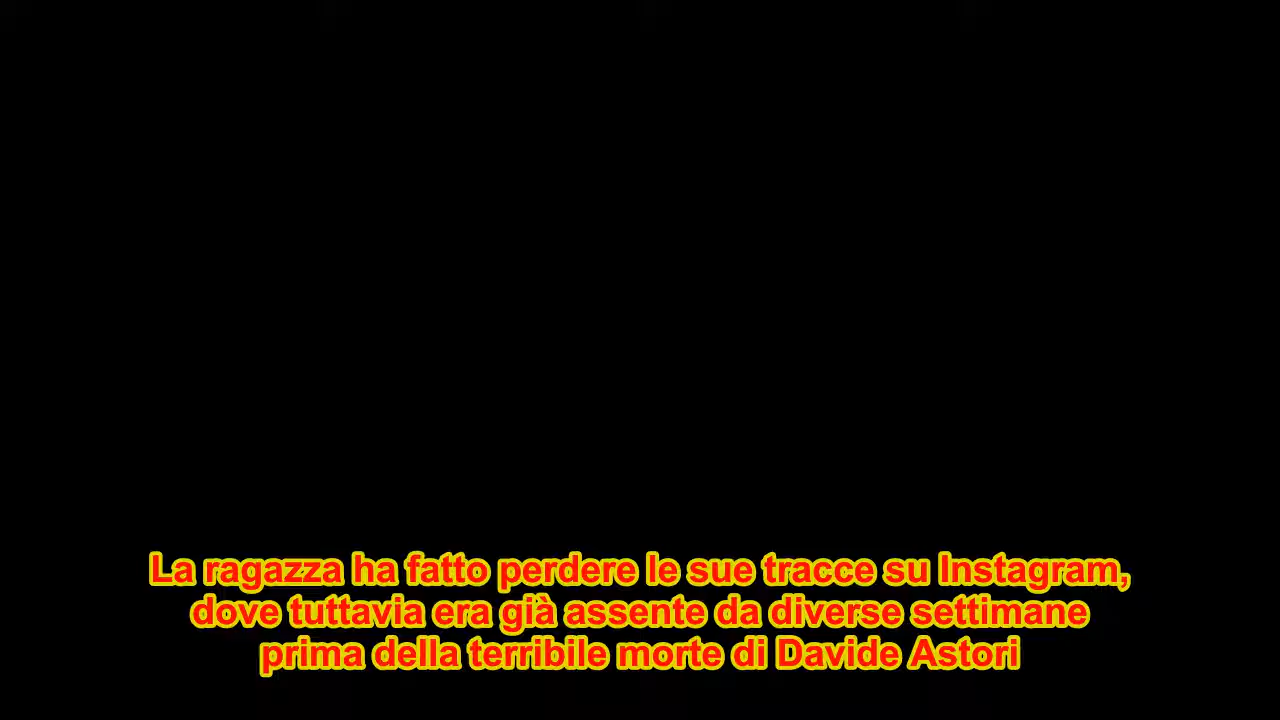 La ragazza ha fatto perdere le sue tracce su Instagram,
dove tuttavia era già assente da diverse settimane
prima della terribile morte di Davide Astori